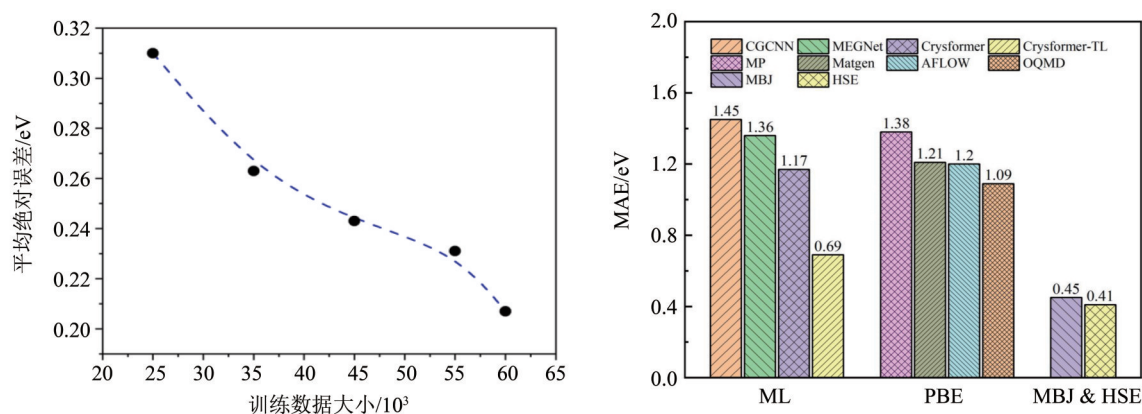 0.32
0.30
0.28
0.26
0.24
0.22
0.20
平均绝对误差/eV
20 25 30 35 40 45 50 55 60 65
训练数据大小/10³
2.0
1.6
1.2
0.8
0.4
0.0
MAE/eV
CGCNN MEGNet Crysformer Crysformer-TL
MP Matgen AFLOW OQMD
MBJ HSE
1.45
1.36
1.17
0.69
1.38
1.21
1.2
1.09
0.45
0.41
ML PBE MBJ & HSE